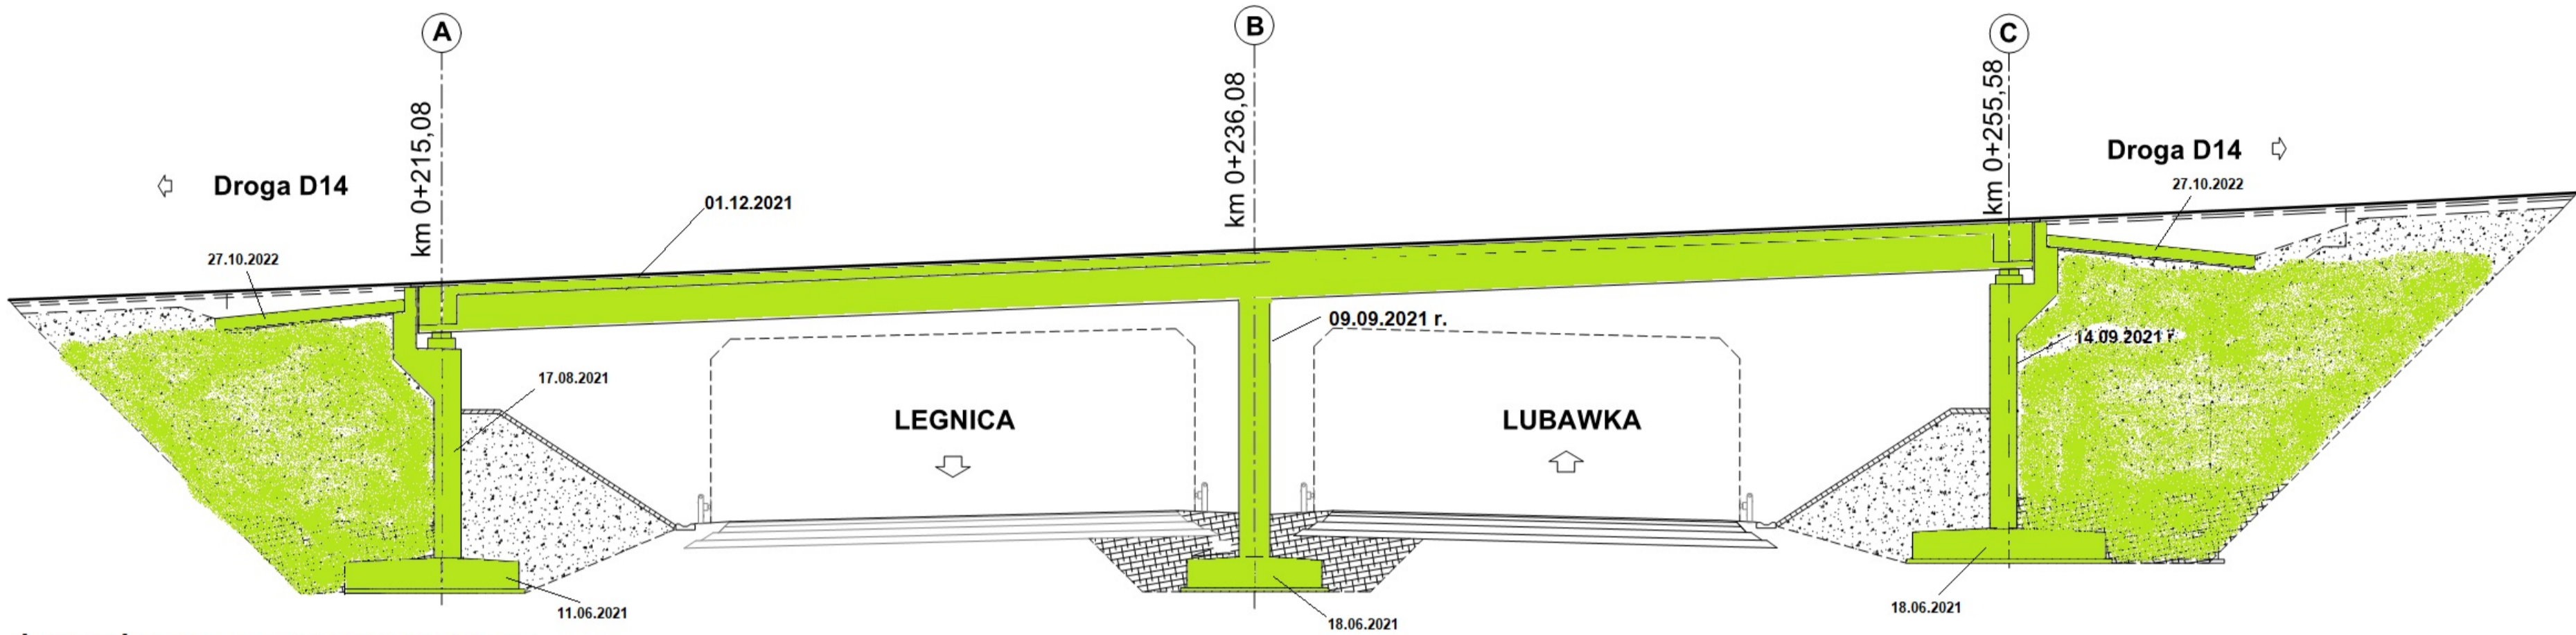 A
B
C
km 0+215,08
km 0+236,08
km 0+255,58
Droga D14
Droga D14
27.10.2022
01.12.2021
27.10.2022
09.09.2021 r.
14.09.2021 r
17.08.2021
LEGNICA
LUBAWKA
11.06.2021
18.06.2021
18.06.2021